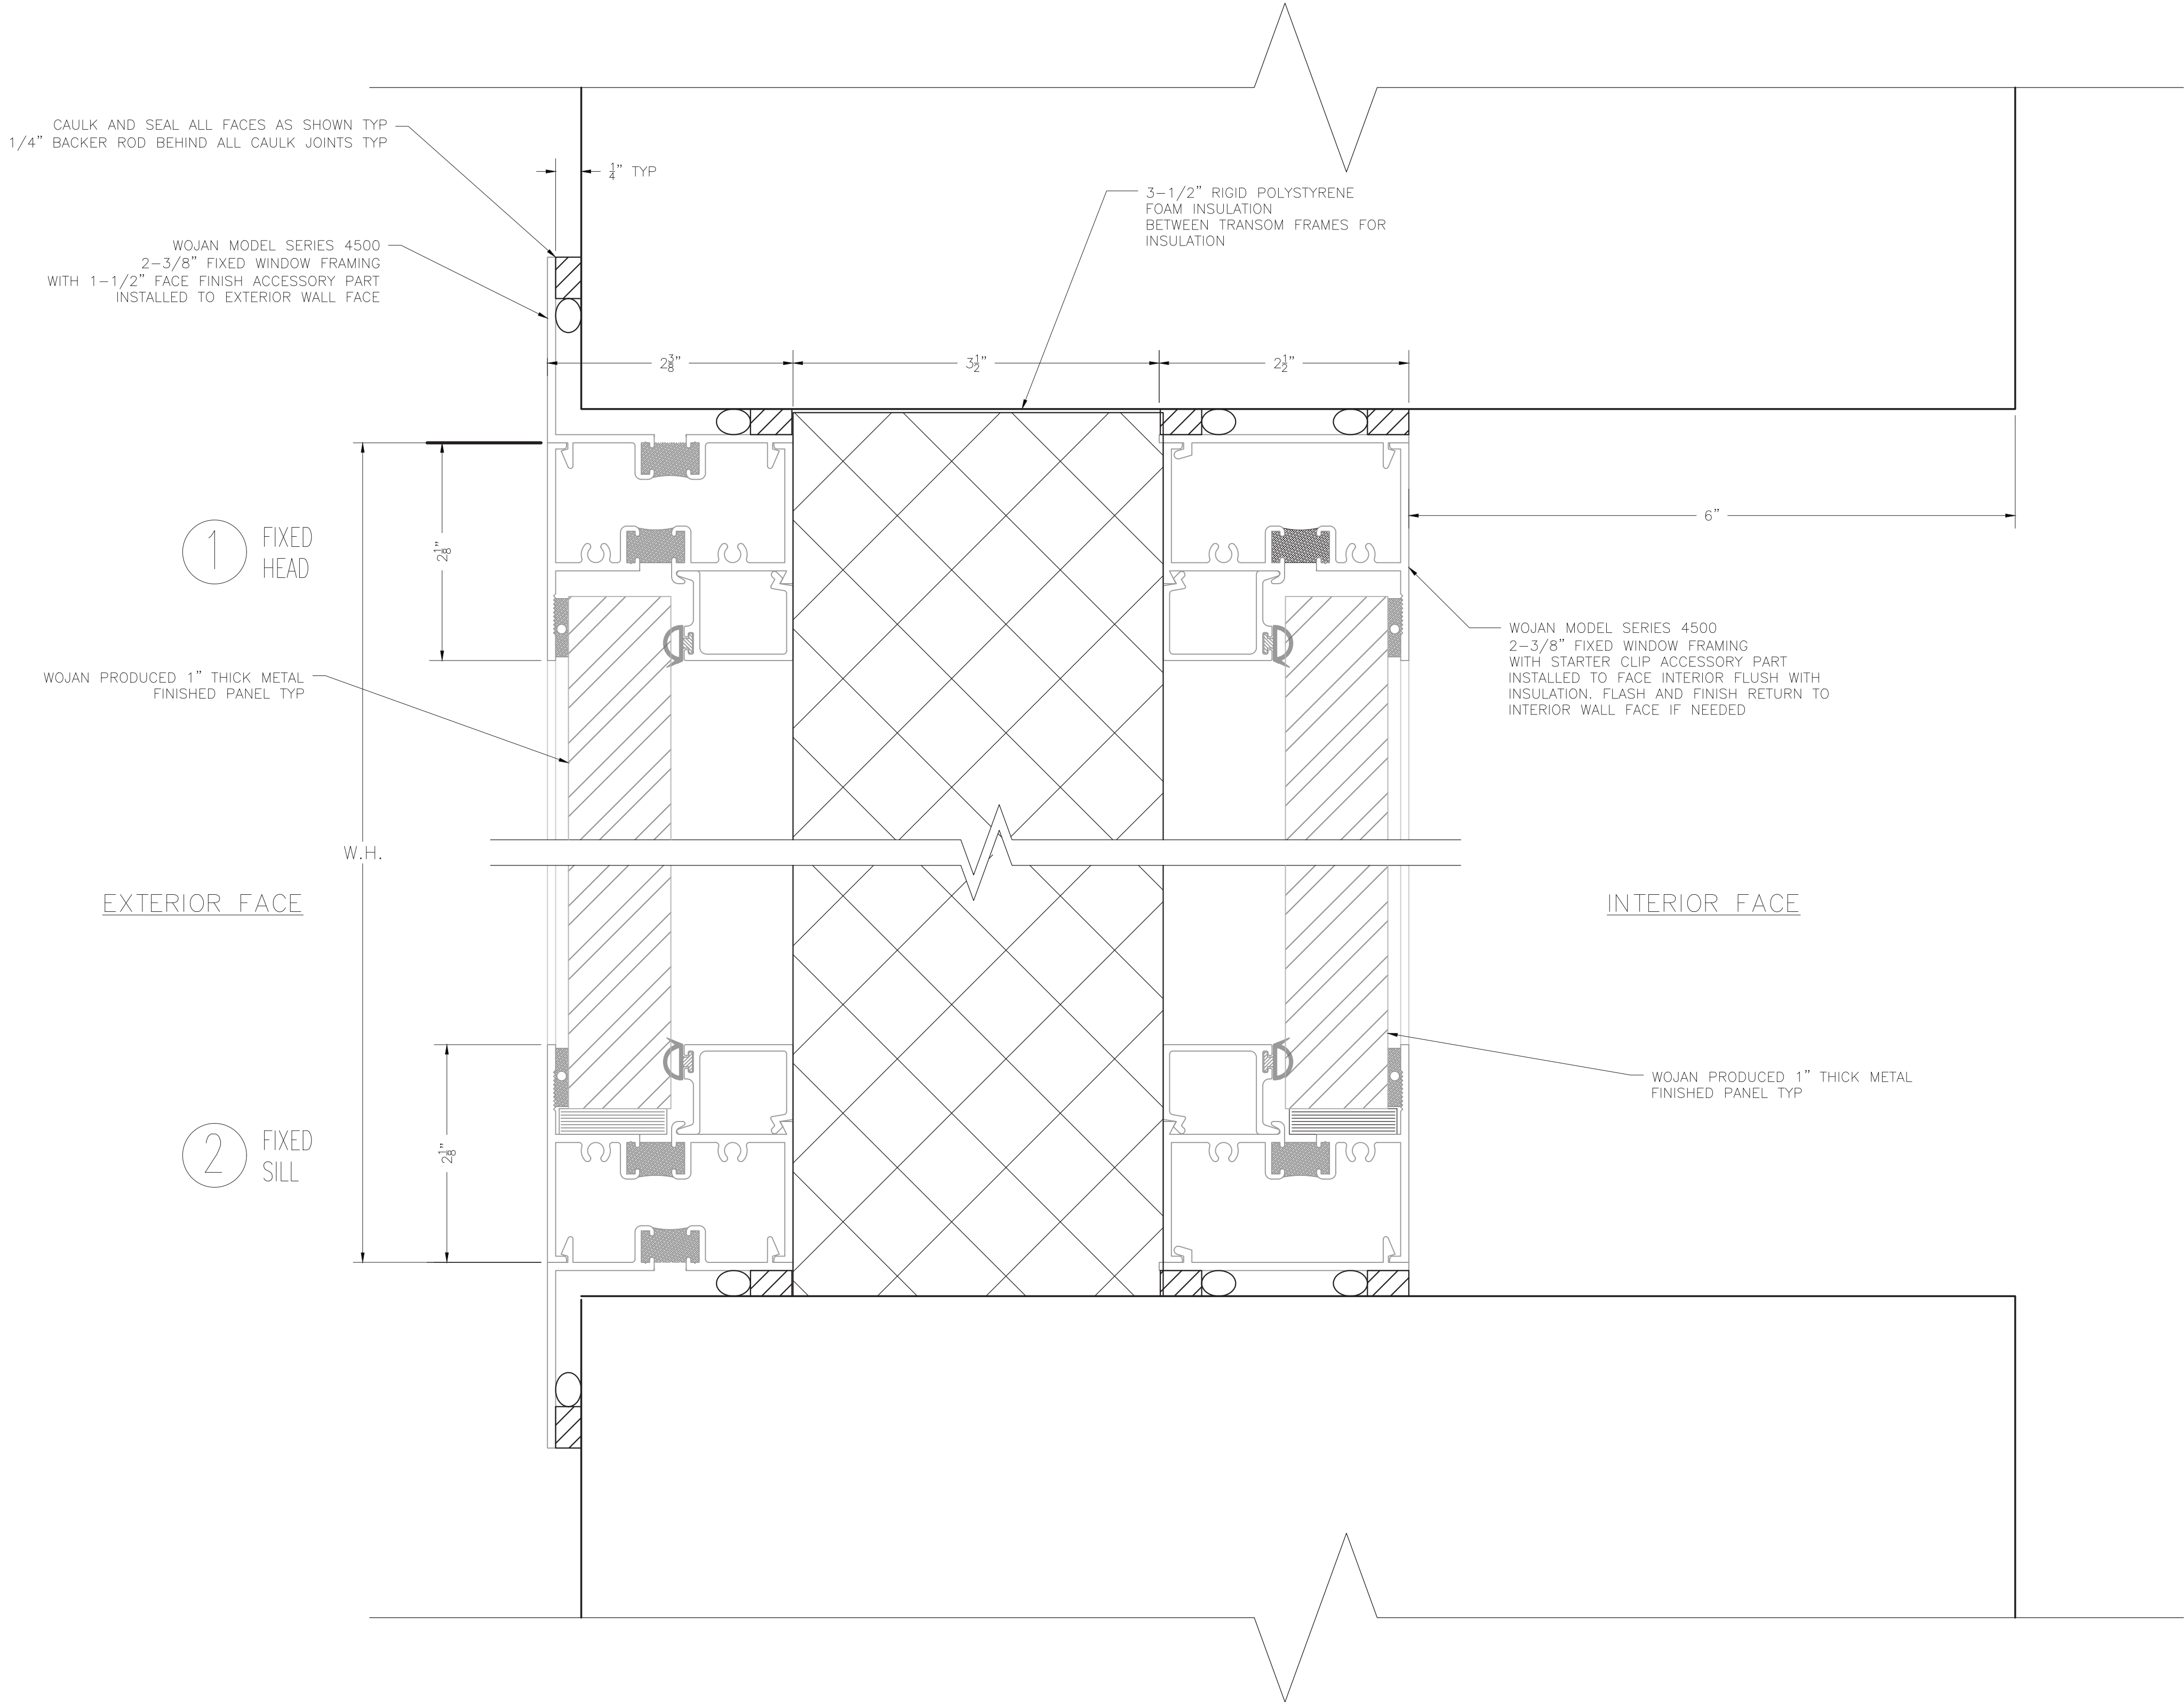 CAULK AND SEAL ALL FACES AS SHOWN TYP
1/4" BACKER ROD BEHIND ALL CAULK JOINTS TYP
1/4" TYP
3-1/2" RIGID POLYSTYRENE
FOAM INSULATION
BETWEEN TRANSOM FRAMES FOR
INSULATION
WOJAN MODEL SERIES 4500
2-3/8" FIXED WINDOW FRAMING
WITH 1-1/2" FACE FINISH ACCESSORY PART
INSTALLED TO EXTERIOR WALL FACE
2 3/8"
3 1/2"
2 1/2"
6"
1
FIXED
HEAD
2 1/8"
WOJAN MODEL SERIES 4500
2-3/8" FIXED WINDOW FRAMING
WITH STARTER CLIP ACCESSORY PART
INSTALLED TO FACE INTERIOR FLUSH WITH
INSULATION. FLASH AND FINISH RETURN TO
INTERIOR WALL FACE IF NEEDED
WOJAN PRODUCED 1" THICK METAL
FINISHED PANEL TYP
W.H.
EXTERIOR FACE
INTERIOR FACE
WOJAN PRODUCED 1" THICK METAL
FINISHED PANEL TYP
2
FIXED
SILL
2 1/8"